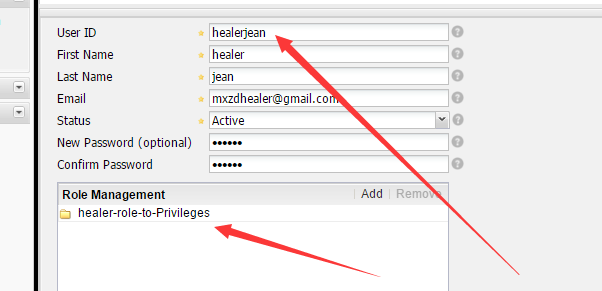 User ID healerjean
First Name healer
Last Name jean
Email mxzdhealer@gmail.com
Status Active
New Password (optional) ••••••
Confirm Password ••••••
Role Management Add Remove
healer-role-to-Privileges